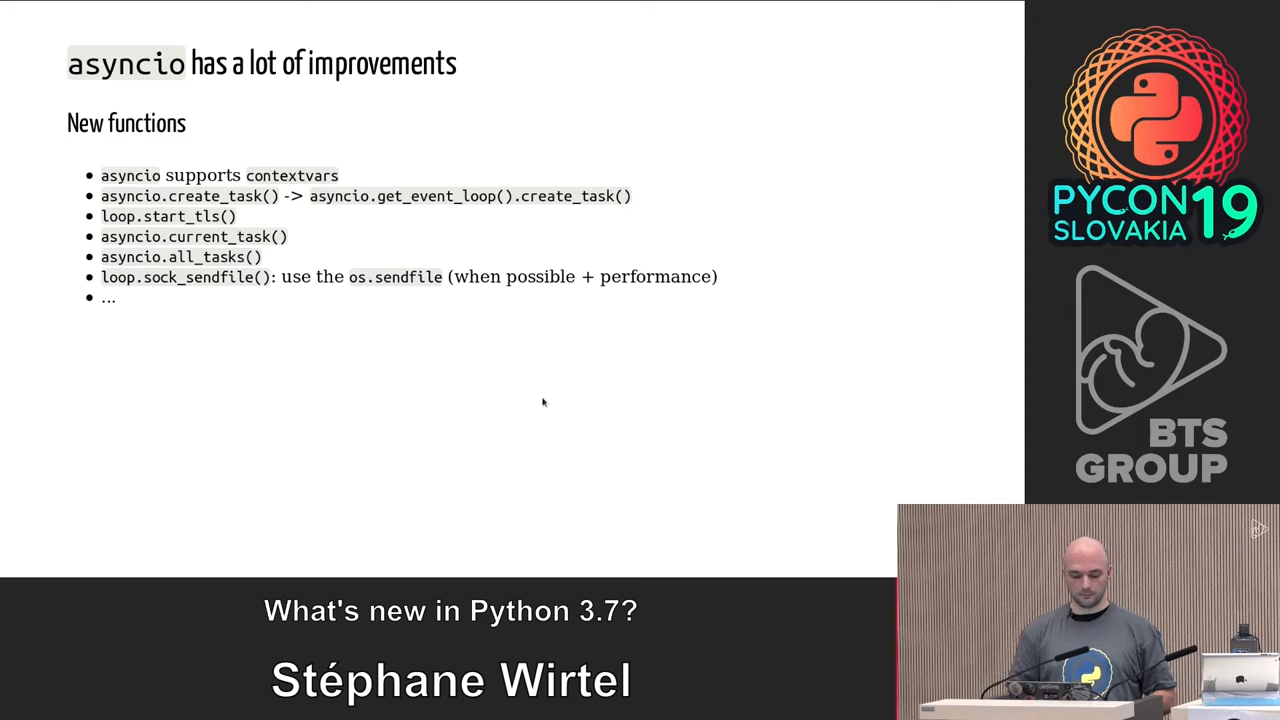 asyncio has a lot of improvements
New functions
• asyncio supports contextvars
• asyncio.create_task() -> asyncio.get_event_loop().create_task()
• loop.start_tls()
• asyncio.current_task()
• asyncio.all_tasks()
• loop.sock_sendfile(): use the os.sendfile (when possible + performance)
• ...
PYCON
SLOVAKIA
19
BTS
GROUP
What's new in Python 3.7?
Stéphane Wirtel